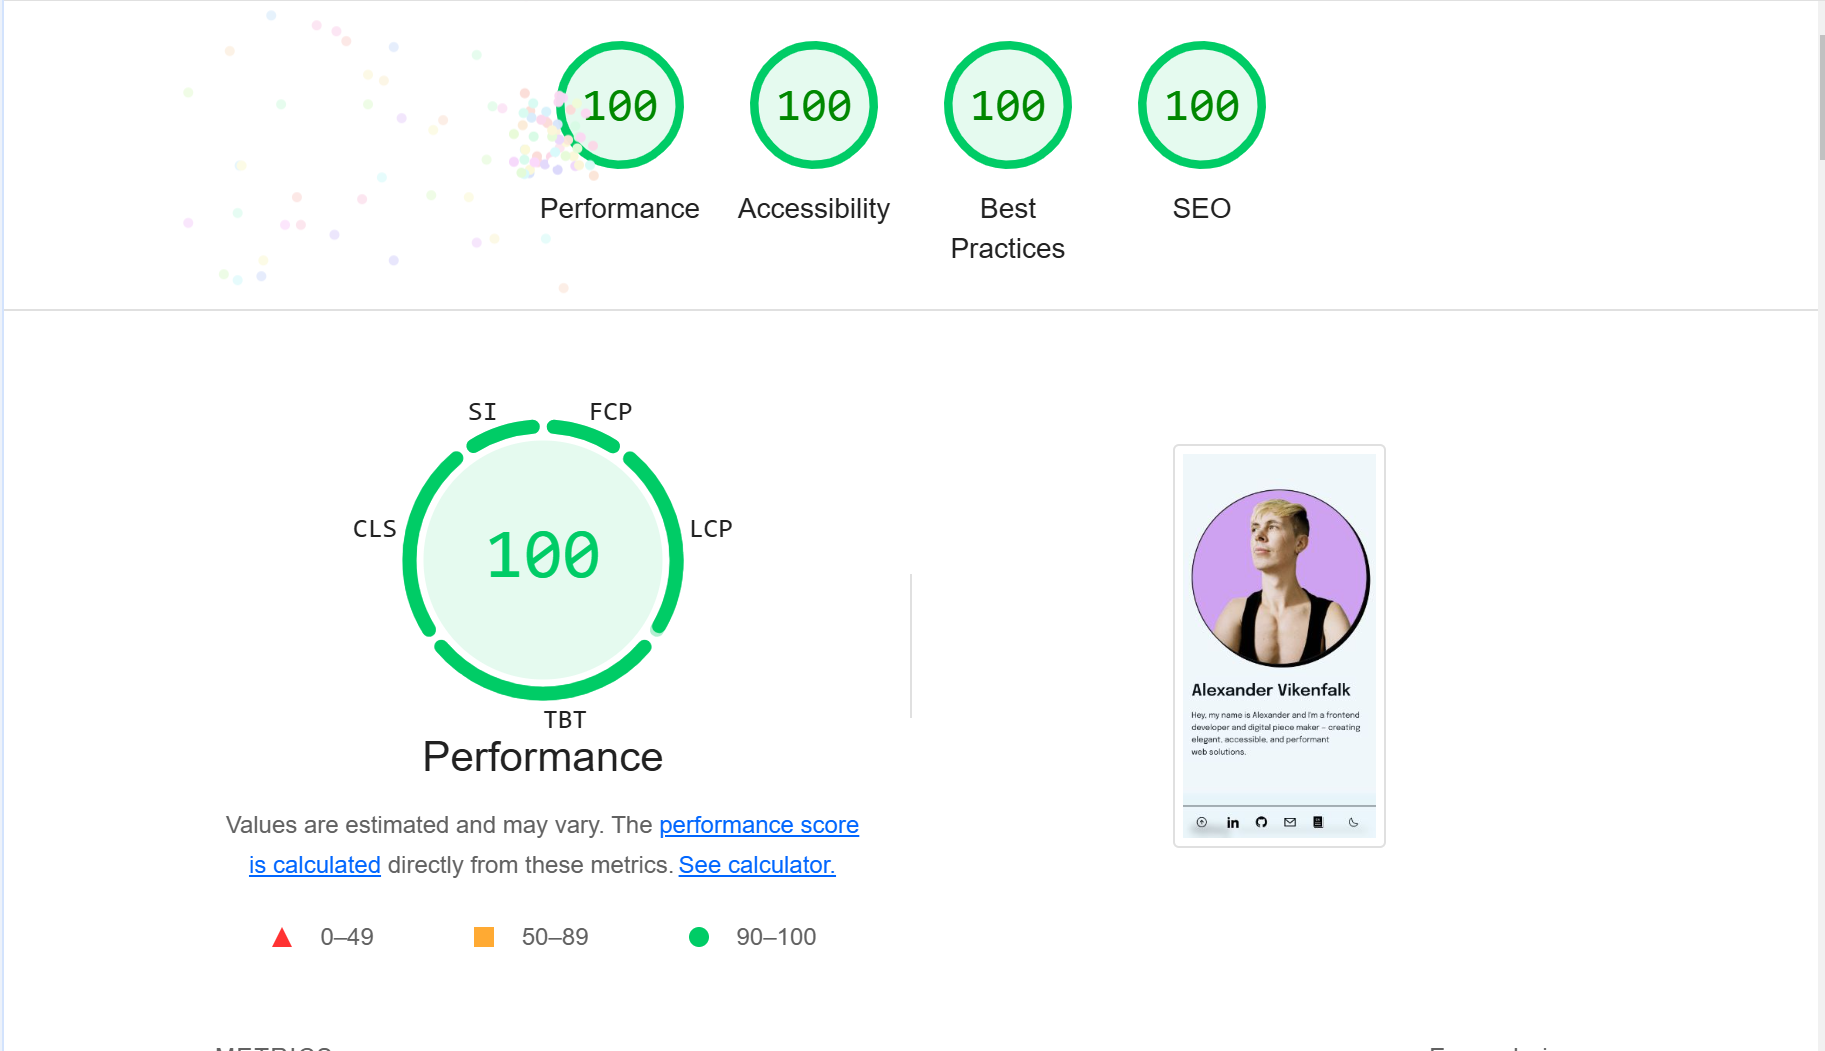 100 100 100 100
Performance Accessibility Best Practices SEO
SI FCP
CLS LCP
100
TBT
Performance
Values are estimated and may vary. The performance score
is calculated directly from these metrics. See calculator.
0–49 50–89 90–100
Alexander Vikenfalk
Hey, my name is Alexander and I'm a frontend
developer and digital piece maker – creating
elegant, accessible, and performant
web solutions.
in
METRICS